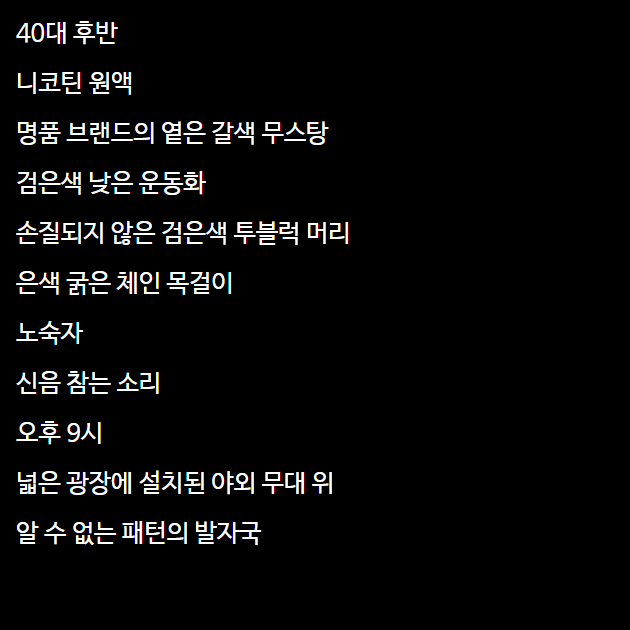 40대 후반
니코틴 원액
명품 브랜드의 옅은 갈색 무스탕
검은색 낮은 운동화
손질되지 않은 검은색 투블럭 머리
은색 굵은 체인 목걸이
노숙자
신음 참는 소리
오후 9시
넓은 광장에 설치된 야외 무대 위
알 수 없는 패턴의 발자국